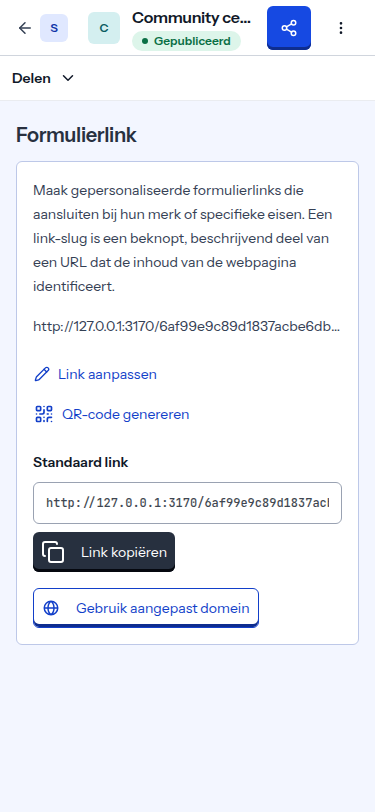 S
C
Community ce...
Gepubliceerd
Delen
Formulierlink
Maak gepersonaliseerde formulierlinks die
aansluiten bij hun merk of specifieke eisen. Een
link-slug is een beknopt, beschrijvend deel van
een URL dat de inhoud van de webpagina
identificeert.
http://127.0.0.1:3170/6af99e9c89d1837acbe6db...
Link aanpassen
QR-code genereren
Standaard link
http://127.0.0.1:3170/6af99e9c89d1837acl
Link kopiëren
Gebruik aangepast domein